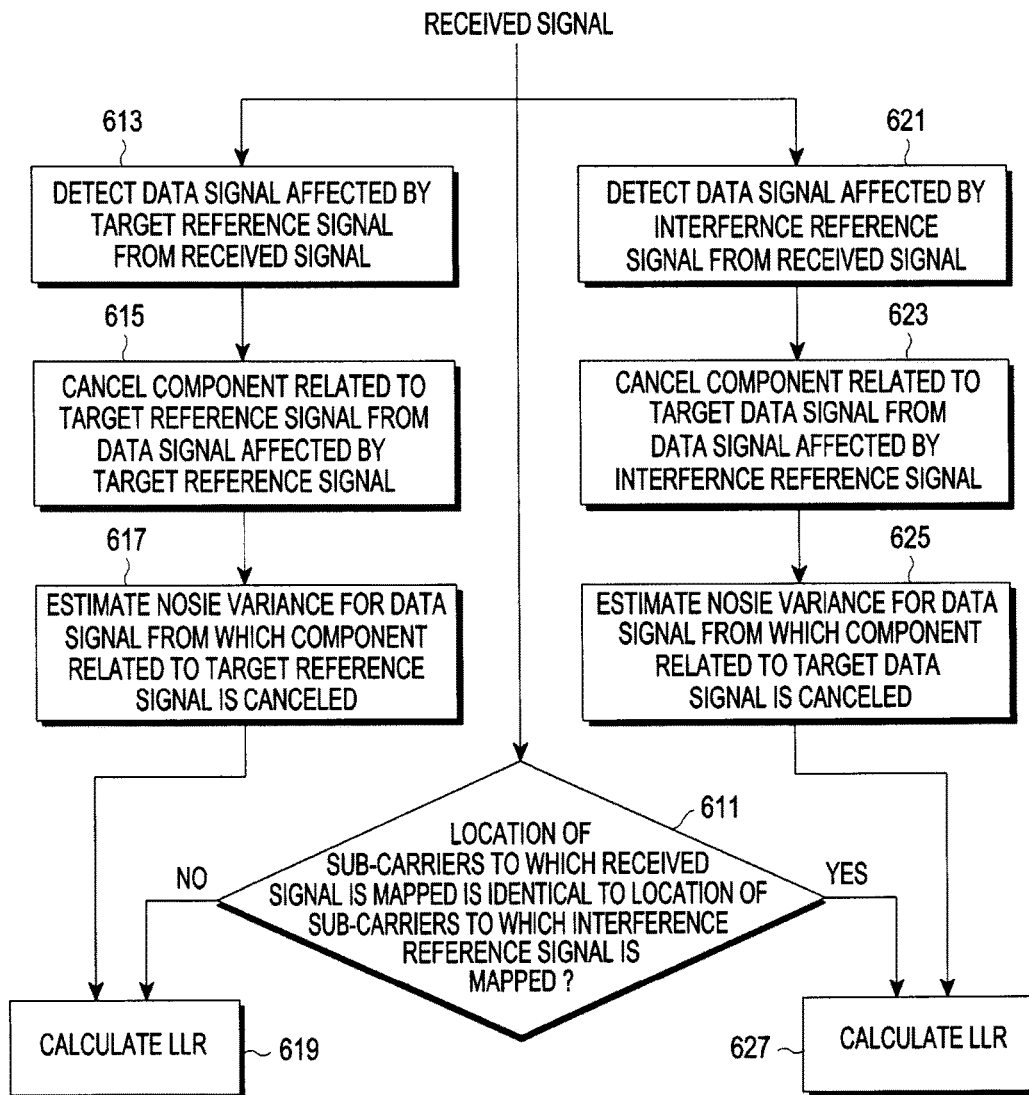 RECEIVED SIGNAL
613
DETECT DATA SIGNAL AFFECTED BY
TARGET REFERENCE SIGNAL
FROM RECEIVED SIGNAL
615
CANCEL COMPONENT RELATED TO
TARGET REFERENCE SIGNAL FROM
DATA SIGNAL AFFECTED BY
TARGET REFERENCE SIGNAL
617
ESTIMATE NOSIE VARIANCE FOR DATA
SIGNAL FROM WHICH COMPONENT
RELATED TO TARGET REFERENCE
SIGNAL IS CANCELED
621
DETECT DATA SIGNAL AFFECTED BY
INTERFERNCE REFERENCE
SIGNAL FROM RECEIVED SIGNAL
623
CANCEL COMPONENT RELATED TO
TARGET DATA SIGNAL FROM
DATA SIGNAL AFFECTED BY
INTERFERNCE REFERENCE SIGNAL
625
ESTIMATE NOSIE VARIANCE FOR DATA
SIGNAL FROM WHICH COMPONENT
RELATED TO TARGET DATA
SIGNAL IS CANCELED
611
LOCATION OF
SUB-CARRIERS TO WHICH RECEIVED
SIGNAL IS MAPPED IS IDENTICAL TO LOCATION OF
SUB-CARRIERS TO WHICH INTERFERENCE
REFERENCE SIGNAL IS
MAPPED ?
NO
YES
CALCULATE LLR
619
627
CALCULATE LLR